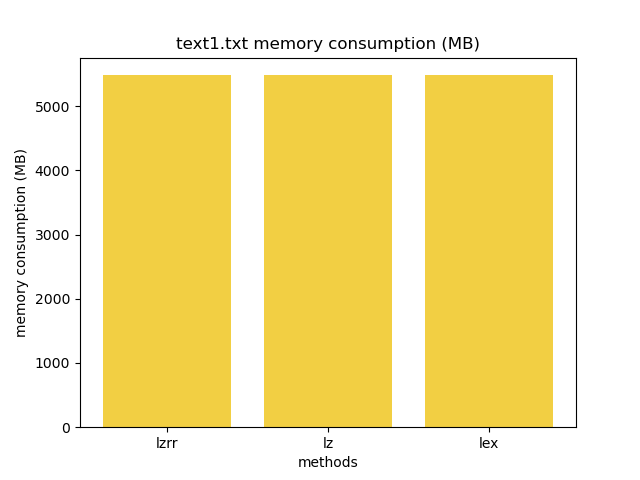 text1.txt memory consumption (MB)
memory consumption (MB)
5000
4000
3000
2000
1000
0
lzrr
lz
lex
methods